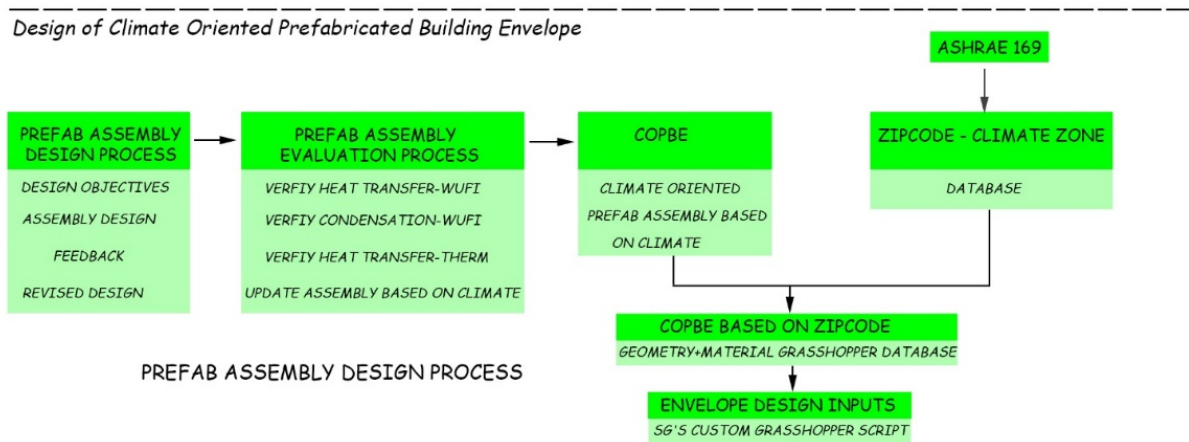 Design of Climate Oriented Prefabricated Building Envelope
ASHRAE 169
PREFAB ASSEMBLY
DESIGN PROCESS
DESIGN OBJECTIVES
ASSEMBLY DESIGN
FEEDBACK
REVISED DESIGN
PREFAB ASSEMBLY
EVALUATION PROCESS
VERFIY HEAT TRANSFER-WUFI
VERFIY CONDENSATION-WUFI
VERFIY HEAT TRANSFER-THERM
UPDATE ASSEMBLY BASED ON CLIMATE
COPBE
CLIMATE ORIENTED
PREFAB ASSEMBLY BASED
ON CLIMATE
ZIPCODE - CLIMATE ZONE
DATABASE
COPBE BASED ON ZIPCODE
GEOMETRY+MATERIAL GRASSHOPPER DATABASE
ENVELOPE DESIGN INPUTS
SG'S CUSTOM GRASSHOPPER SCRIPT
PREFAB ASSEMBLY DESIGN PROCESS